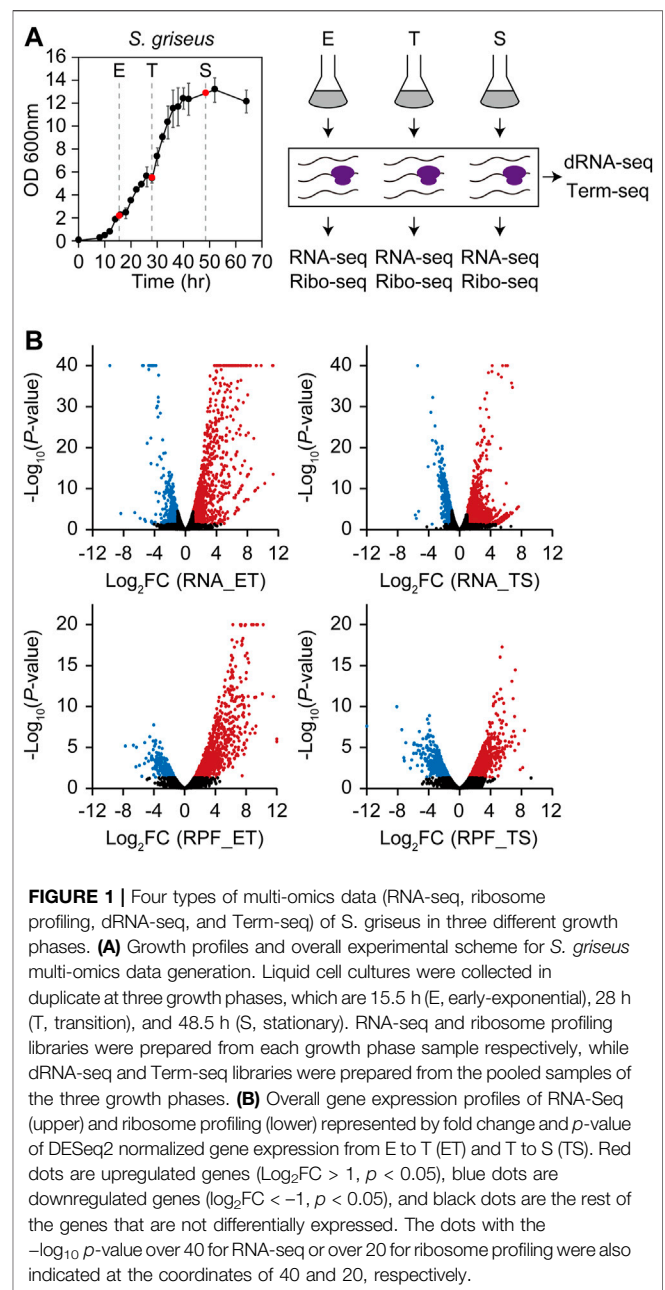 A
S. griseus
E T S
16
14
12
10
8
6
4
2
0
OD 600nm
0 10 20 30 40 50 60 70
Time (hr)
E T S
dRNA-seq
Term-seq
RNA-seq RNA-seq RNA-seq
Ribo-seq Ribo-seq Ribo-seq
B
40
30
20
10
0
-Log₁₀(P-value)
-12 -8 -4 0 4 8 12
Log₂FC (RNA_ET)
40
30
20
10
0
-Log₁₀(P-value)
-12 -8 -4 0 4 8 12
Log₂FC (RNA_TS)
20
15
10
5
0
-Log₁₀(P-value)
-12 -8 -4 0 4 8 12
Log₂FC (RPF_ET)
20
15
10
5
0
-Log₁₀(P-value)
-12 -8 -4 0 4 8 12
Log₂FC (RPF_TS)
FIGURE 1 | Four types of multi-omics data (RNA-seq, ribosome
profiling, dRNA-seq, and Term-seq) of S. griseus in three different growth
phases. (A) Growth profiles and overall experimental scheme for S. griseus
multi-omics data generation. Liquid cell cultures were collected in
duplicate at three growth phases, which are 15.5 h (E, early-exponential), 28 h
(T, transition), and 48.5 h (S, stationary). RNA-seq and ribosome profiling
libraries were prepared from each growth phase sample respectively, while
dRNA-seq and Term-seq libraries were prepared from the pooled samples of
the three growth phases. (B) Overall gene expression profiles of RNA-Seq
(upper) and ribosome profiling (lower) represented by fold change and p-value
of DESeq2 normalized gene expression from E to T (ET) and T to S (TS). Red
dots are upregulated genes (Log₂FC > 1, p < 0.05), blue dots are
downregulated genes (log₂FC < −1, p < 0.05), and black dots are the rest of
the genes that are not differentially expressed. The dots with the
−log₁₀ p-value over 40 for RNA-seq or over 20 for ribosome profiling were also
indicated at the coordinates of 40 and 20, respectively.